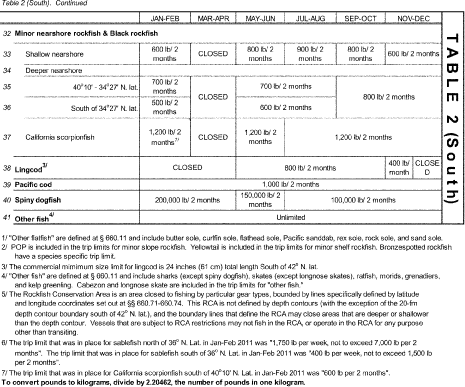 Table 2 (South). Continued
JAN-FEB MAR-APR MAY-JUN JUL-AUG SEP-OCT NOV-DEC
32 Minor nearshore rockfish & Black rockfish
33 Shallow nearshore 600 lb/ 2 months CLOSED 800 lb/ 2 months 900 lb/ 2 months 800 lb/ 2 months 600 lb/ 2 months
34 Deeper nearshore
35 40°10' - 34°27' N. lat. 700 lb/ 2 months CLOSED 700 lb/ 2 months 800 lb/ 2 months
36 South of 34°27' N. lat. 500 lb/ 2 months 600 lb/ 2 months
37 California scorpionfish 1,200 lb/ 2 months7/ CLOSED 1,200 lb/ 2 months 1,200 lb/ 2 months
38 Lingcod3/ CLOSED 800 lb/ 2 months 400 lb/ month CLOSED
39 Pacific cod 1,000 lb/ 2 months
40 Spiny dogfish 200,000 lb/ 2 months 150,000 lb/ 2 months 100,000 lb/ 2 months
41 Other fish4/ Unlimited
TABLE 2 (South)
1/ "Other flatfish" are defined at § 660.11 and include butter sole, curlfin sole, flathead sole, Pacific sanddab, rex sole, rock sole, and sand sole.
2/ POP is included in the trip limits for minor slope rockfish. Yellowtail is included in the trip limits for minor shelf rockfish. Bronzespotted rockfish
have a species specific trip limit.
3/ The commercial mimimum size limit for lingcod is 24 inches (61 cm) total length South of 42° N. lat.
4/ "Other fish" are defined at § 660.11 and include sharks (except spiny dogfish), skates (except longnose skates), ratfish, morids, grenadiers,
and kelp greenling. Cabezon and longnose skate are included in the trip limits for "other fish."
5/ The Rockfish Conservation Area is an area closed to fishing by particular gear types, bounded by lines specifically defined by latitude
and longitude coordinates set out at §§ 660.71-660.74. This RCA is not defined by depth contours (with the exception of the 20-fm
depth contour boundary south of 42° N. lat.), and the boundary lines that define the RCA may close areas that are deeper or shallower
than the depth contour. Vessels that are subject to RCA restrictions may not fish in the RCA, or operate in the RCA for any purpose
other than transiting.
6/ The trip limit that was in place for sablefish north of 36° N. Lat. in Jan-Feb 2011 was "1,750 lb per week, not to exceed 7,000 lb per 2
months". The trip limit that was in place for sablefish south of 36° N. Lat. in Jan-Feb 2011 was "400 lb per week, not to exceed 1,500
lb per 2 months".
7/ The trip limit that was in place for California scorpionfish south of 40°10' N. Lat. in Jan-Feb 2011 was "600 lb per 2 months".
To convert pounds to kilograms, divide by 2.20462, the number of pounds in one kilogram.